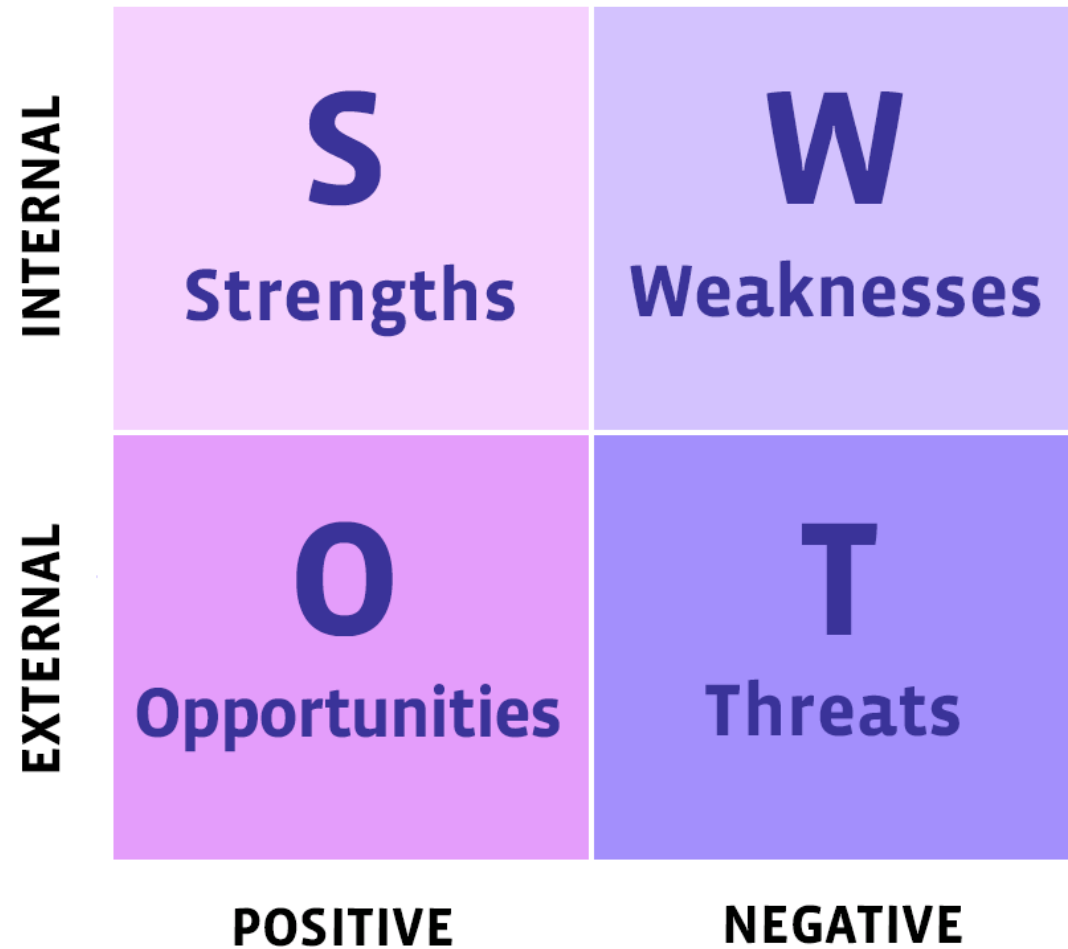 INTERNAL
S
Strengths
W
Weaknesses
EXTERNAL
O
Opportunities
T
Threats
POSITIVE
NEGATIVE